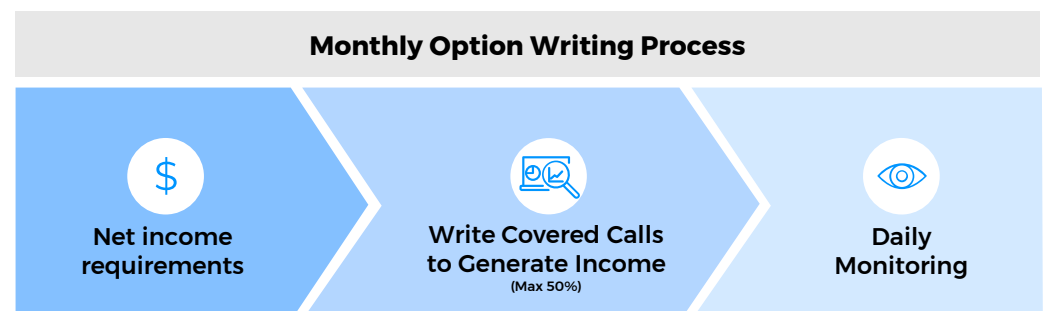 Monthly Option Writing Process
$
Net income
requirements
Write Covered Calls
to Generate Income
(Max 50%)
Daily
Monitoring